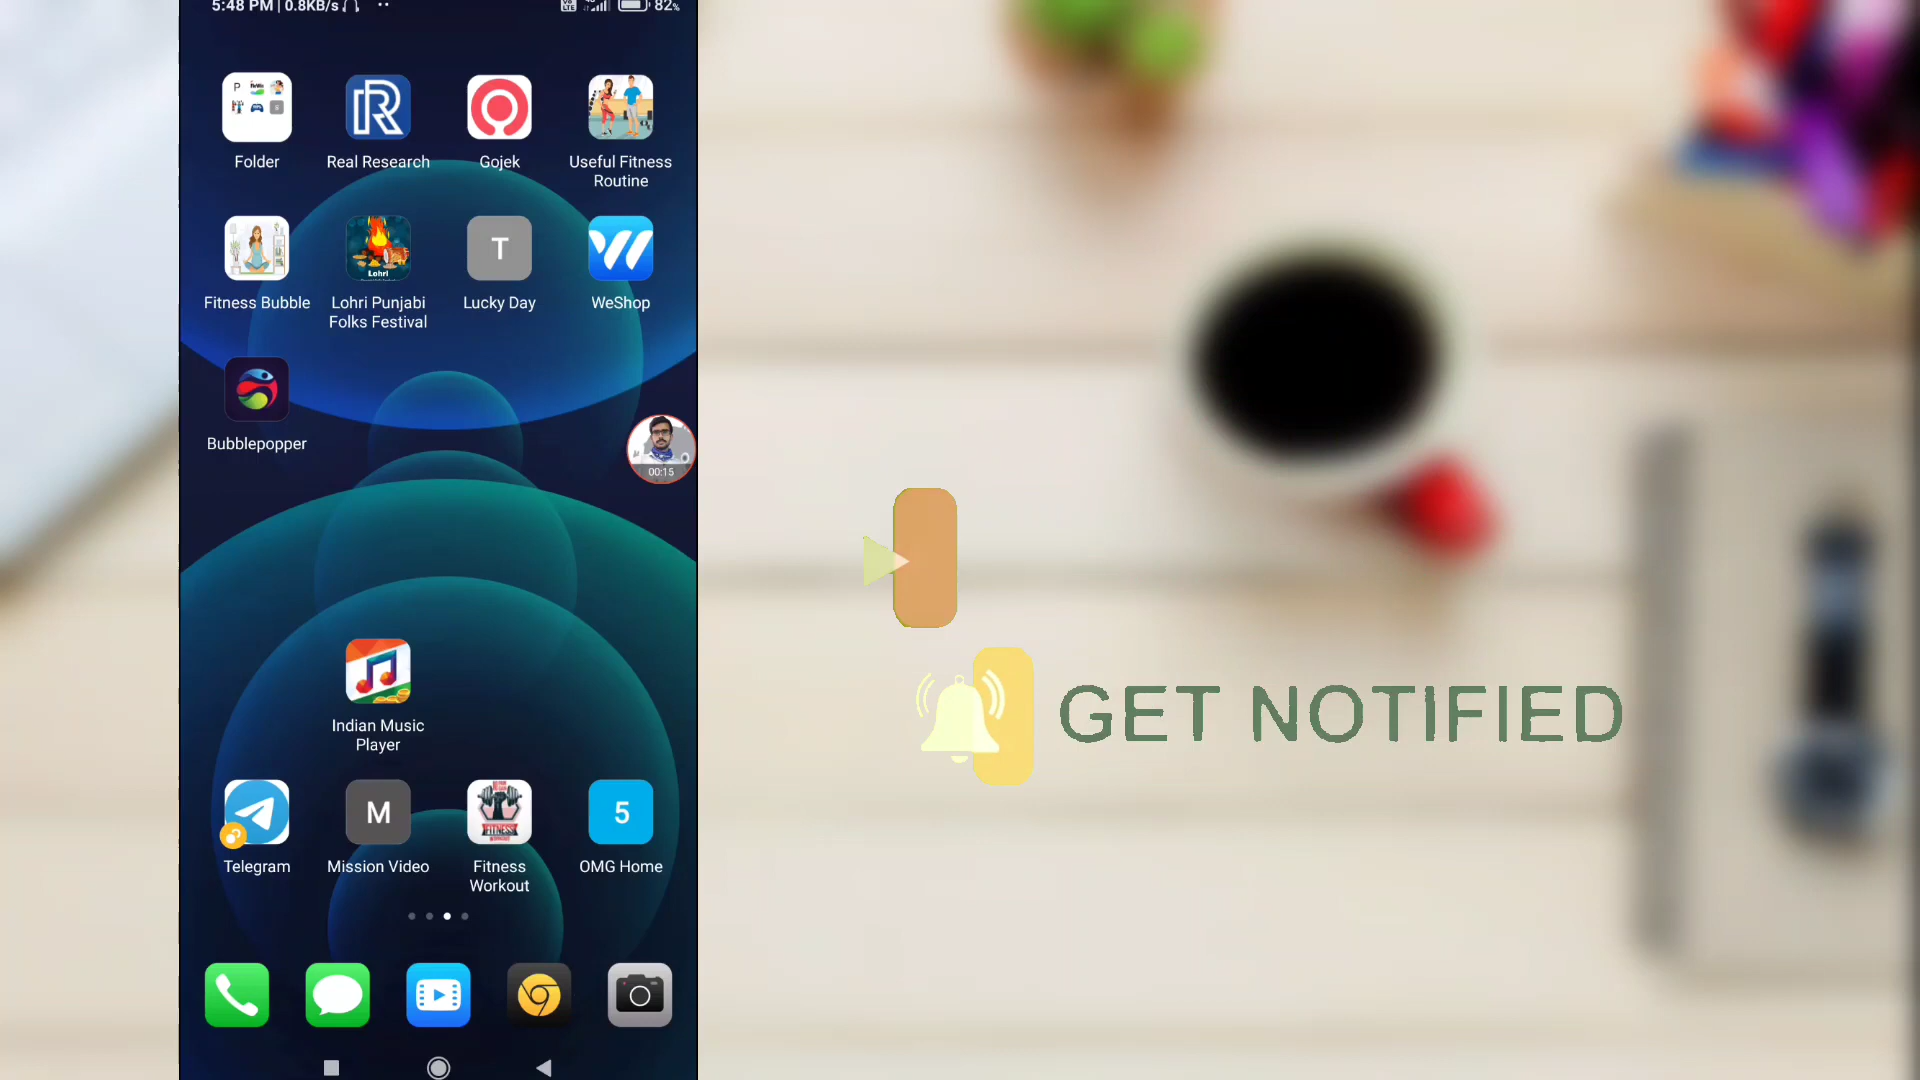 5:48 PM | 0.8KB/s
82%
P
Folder
Real Research
Gojek
Useful Fitness
Routine
Lohri
T
Fitness Bubble
Lohri Punjabi
Folks Festival
Lucky Day
WeShop
Bubblepopper
00:15
GET NOTIFIED
Indian Music
Player
M
FITNESS
5
Telegram
Mission Video
Fitness
Workout
OMG Home